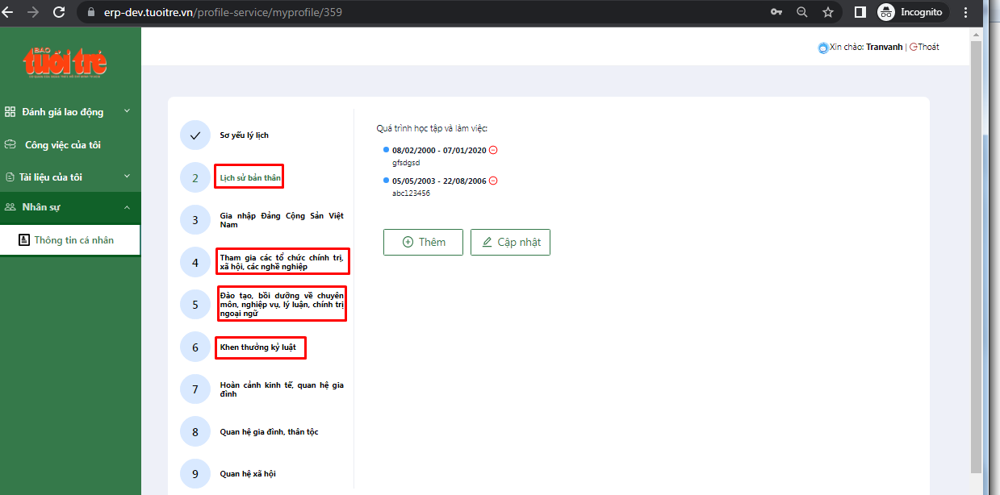 erp-dev.tuoitre.vn/profile-service/myprofile/359
Incognito
BÁO
tuổi trẻ
Xin chào: Tranvanh | Thoát
Đánh giá lao động
Công việc của tôi
Tài liệu của tôi
Nhân sự
Thông tin cá nhân
Sơ yếu lý lịch
2
Lịch sử bản thân
3
Gia nhập Đảng Cộng Sản Việt
Nam
4
Tham gia các tổ chức chính trị,
xã hội, các nghề nghiệp
5
Đào tạo, bồi dưỡng về chuyên
môn, nghiệp vụ, lý luận, chính trị
ngoại ngữ
6
Khen thưởng kỷ luật
7
Hoàn cảnh kinh tế, quan hệ gia
đình
8
Quan hệ gia đình, thân tộc
9
Quan hệ xã hội
Quá trình học tập và làm việc:
08/02/2000 - 07/01/2020
gfsdgsd
05/05/2003 - 22/08/2006
abc123456
Thêm
Cập nhật